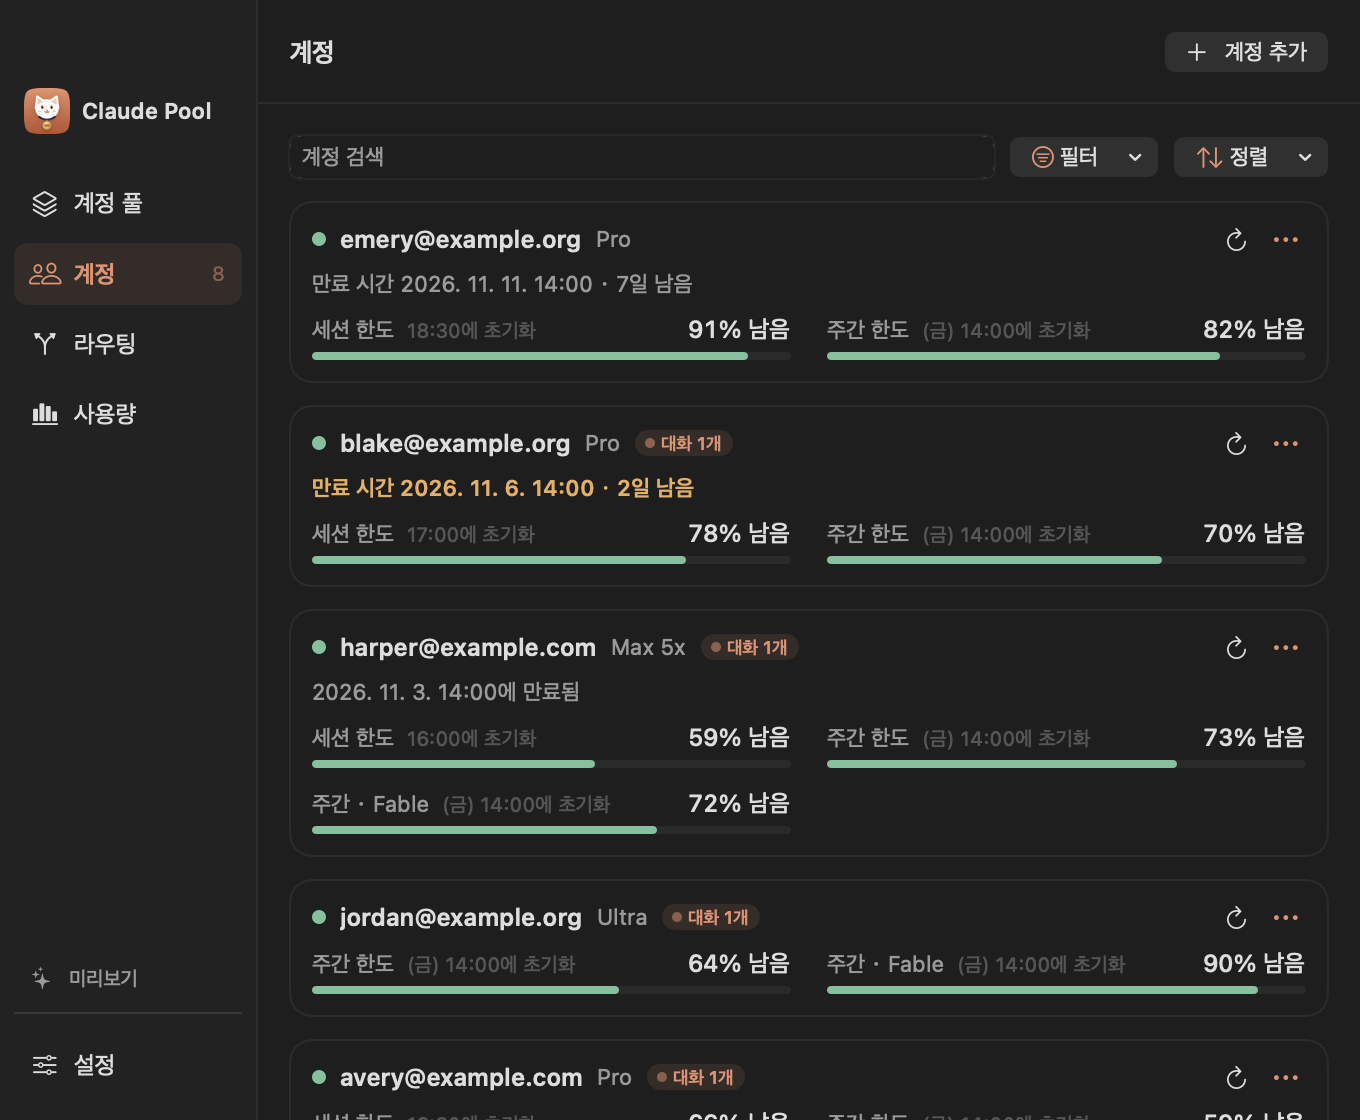 계정
계정 추가
Claude Pool
계정 검색
필터
정렬
계정 풀
계정 8
라우팅
사용량
미리보기
설정
emery@example.org Pro
만료 시간 2026. 11. 11. 14:00 · 7일 남음
세션 한도 18:30에 초기화 91% 남음
주간 한도 (금) 14:00에 초기화 82% 남음
blake@example.org Pro 대화 1개
만료 시간 2026. 11. 6. 14:00 · 2일 남음
세션 한도 17:00에 초기화 78% 남음
주간 한도 (금) 14:00에 초기화 70% 남음
harper@example.com Max 5x 대화 1개
2026. 11. 3. 14:00에 만료됨
세션 한도 16:00에 초기화 59% 남음
주간 한도 (금) 14:00에 초기화 73% 남음
주간 · Fable (금) 14:00에 초기화 72% 남음
jordan@example.org Ultra 대화 1개
주간 한도 (금) 14:00에 초기화 64% 남음
주간 · Fable (금) 14:00에 초기화 90% 남음
avery@example.com Pro 대화 1개